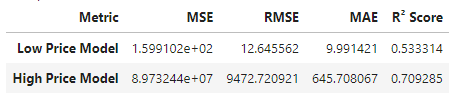 Metric MSE RMSE MAE R² Score
Low Price Model 1.599102e+02 12.645562 9.991421 0.533314
High Price Model 8.973244e+07 9472.720921 645.708067 0.709285